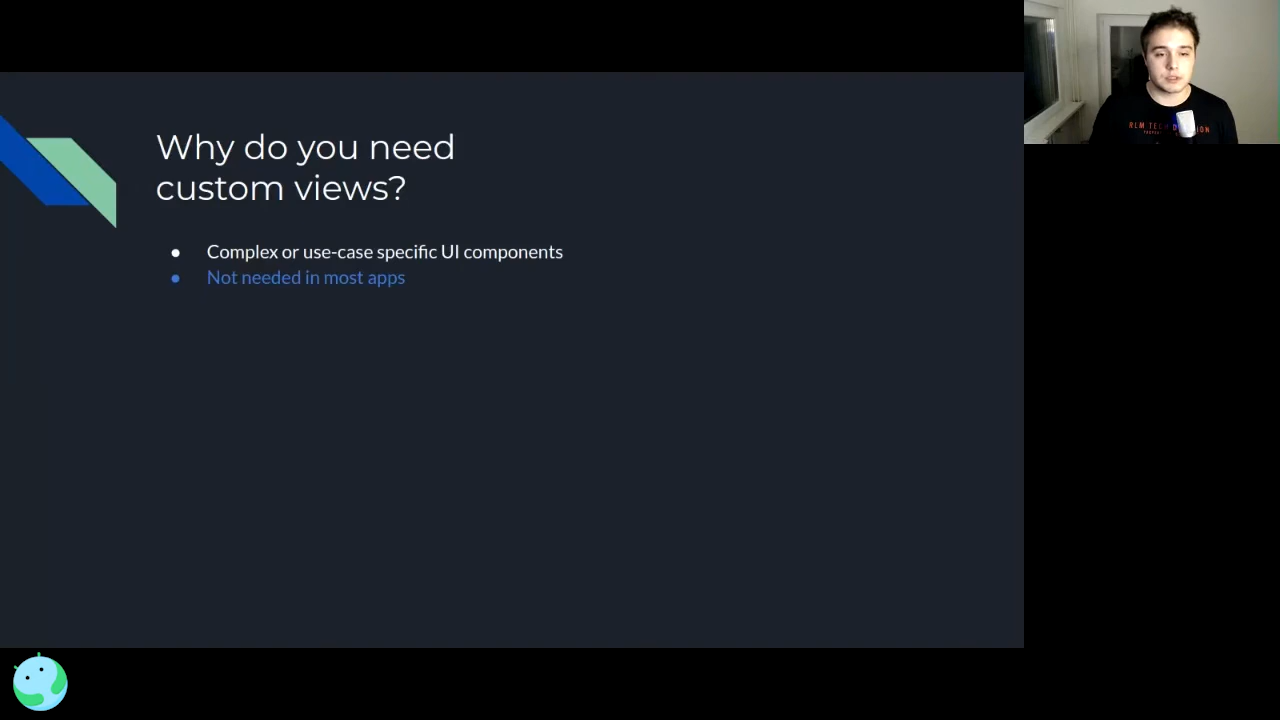 Why do you need
custom views?
● Complex or use-case specific UI components
● Not needed in most apps